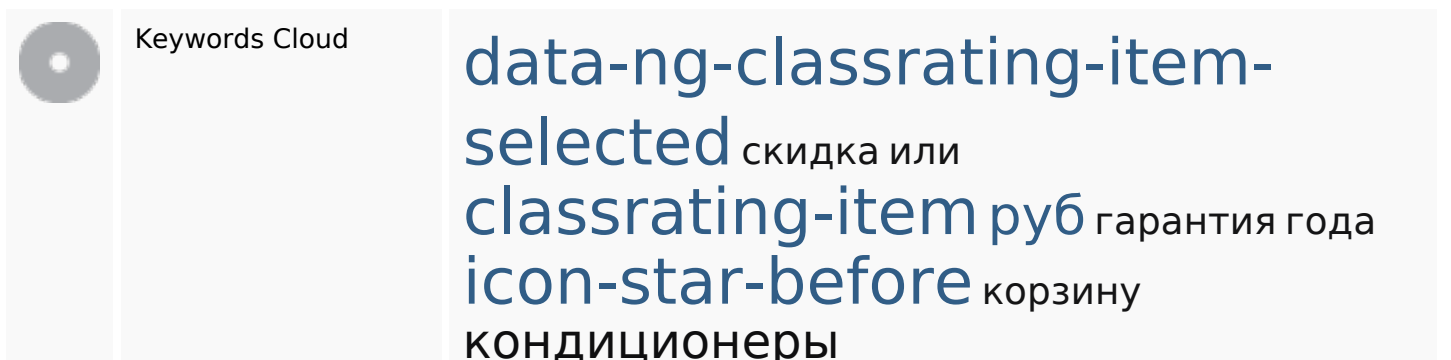 Keywords Cloud
data-ng-classrating-item-
selected скидка или
classrating-item руб гарантия года
icon-star-before корзину
кондиционеры